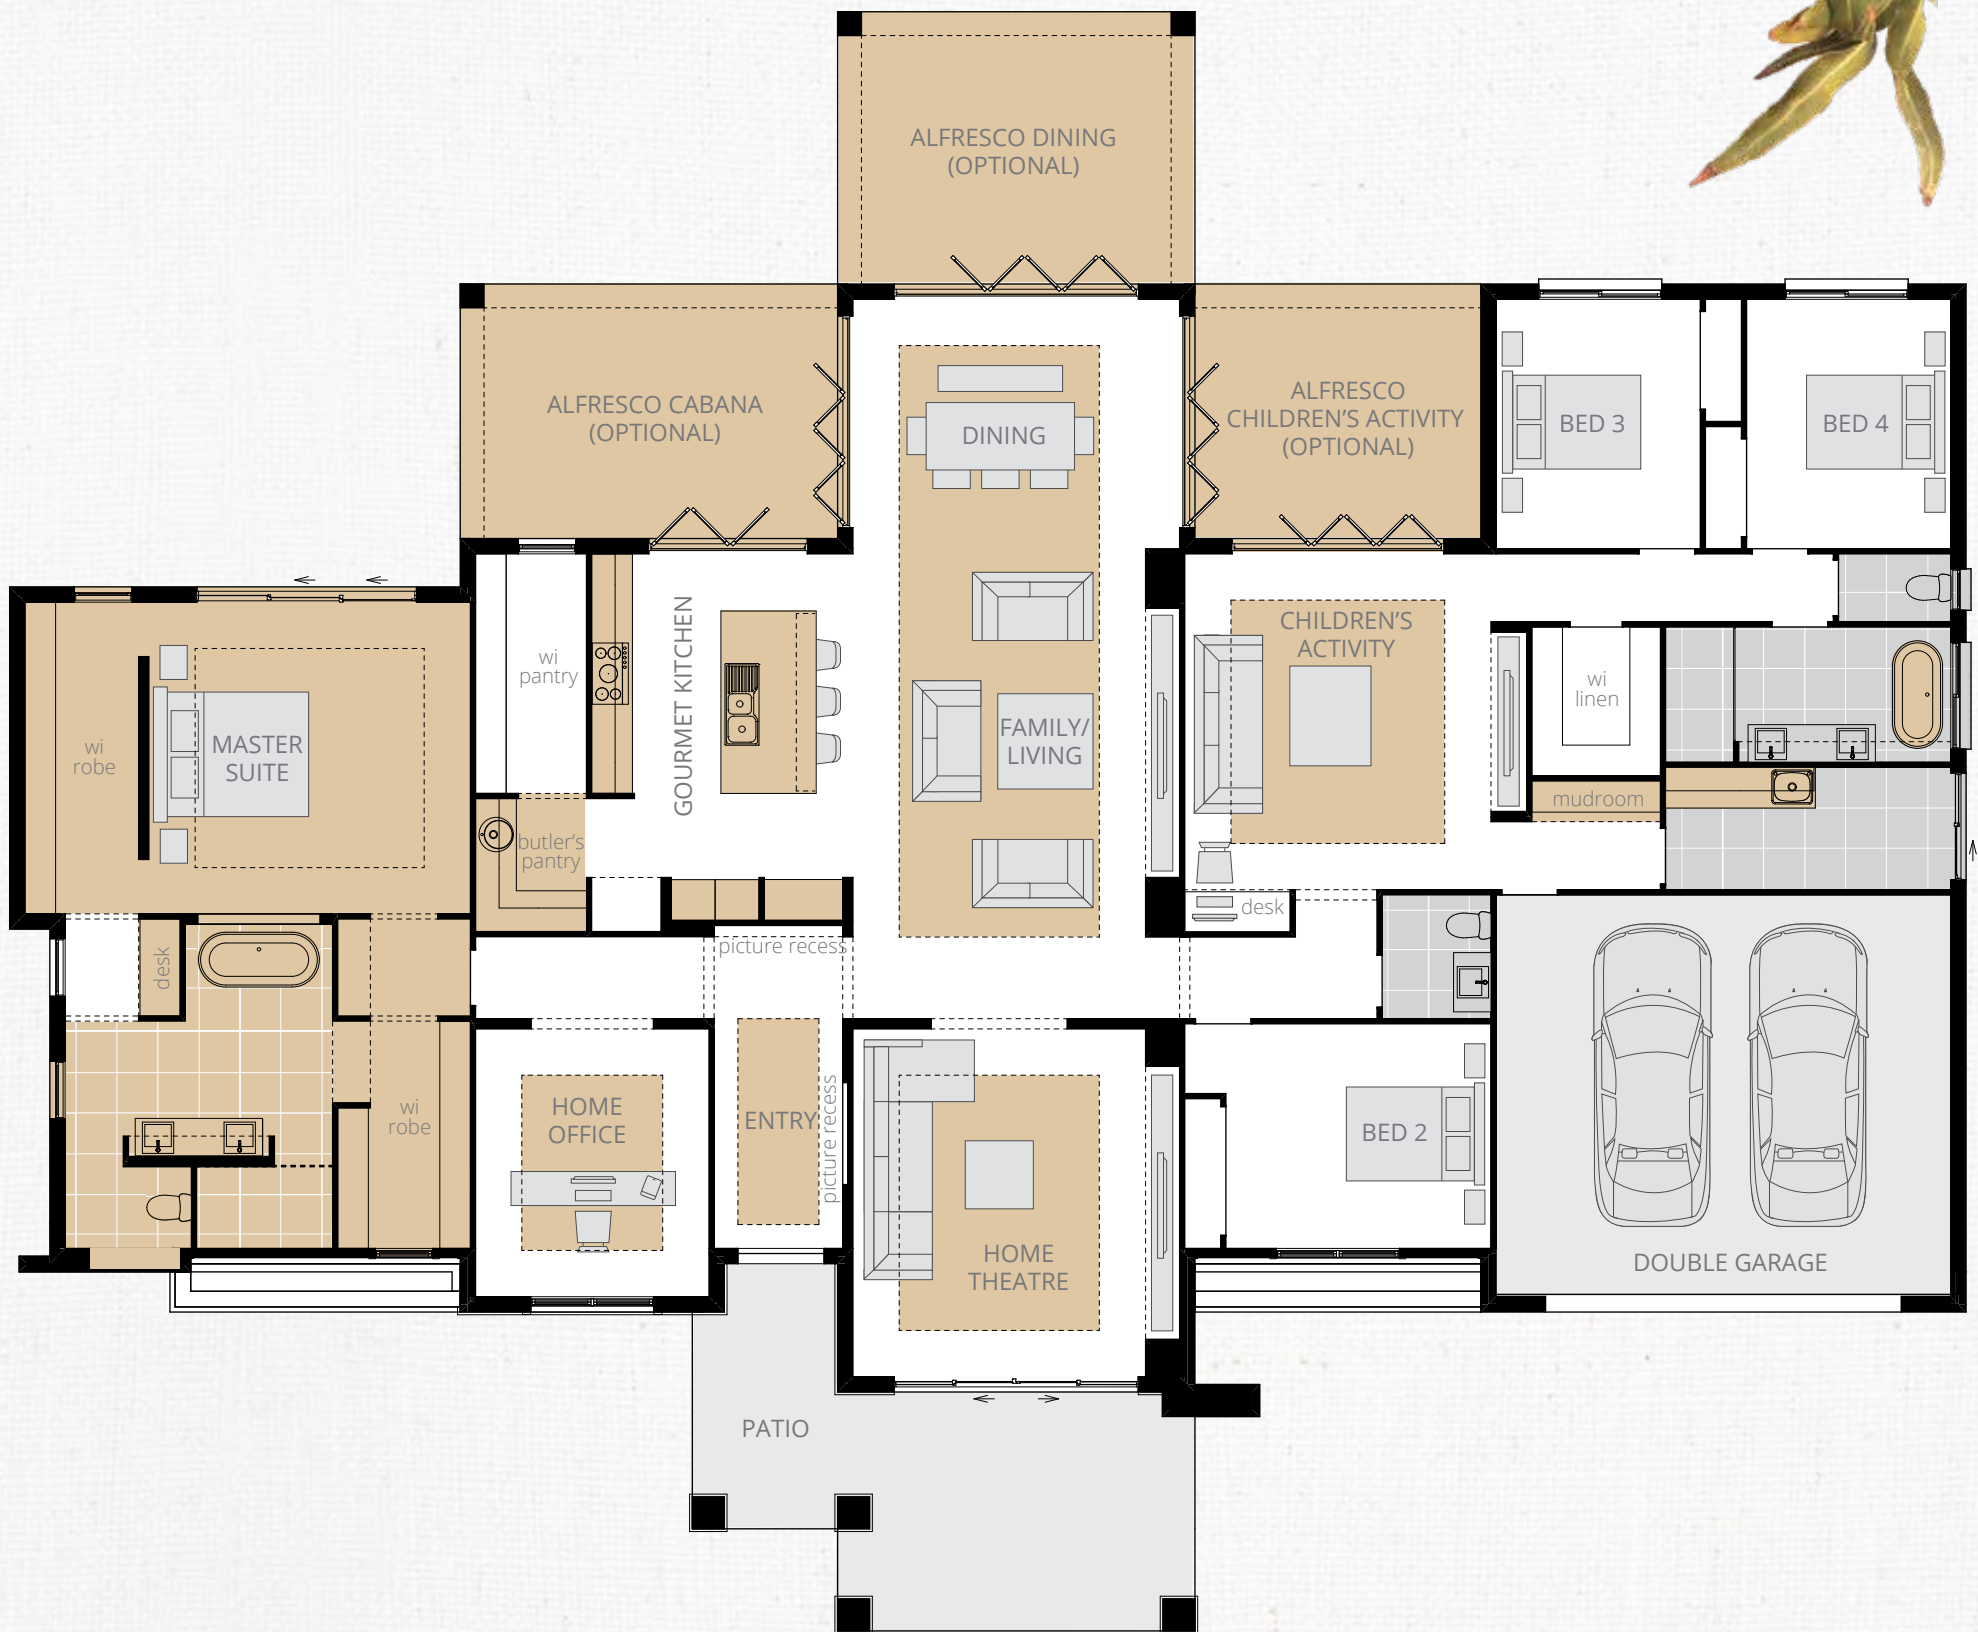 ALFRESCO DINING
(OPTIONAL)
ALFRESCO CABANA
(OPTIONAL)
DINING
ALFRESCO
CHILDREN'S ACTIVITY
(OPTIONAL)
BED 3
BED 4
wi
robe
MASTER
SUITE
wi
pantry
GOURMET KITCHEN
butler's
pantry
FAMILY/
LIVING
CHILDREN'S
ACTIVITY
wi
linen
mudroom
desk
desk
picture recess
wi
robe
HOME
OFFICE
ENTRY
picture recess
HOME
THEATRE
BED 2
DOUBLE GARAGE
PATIO